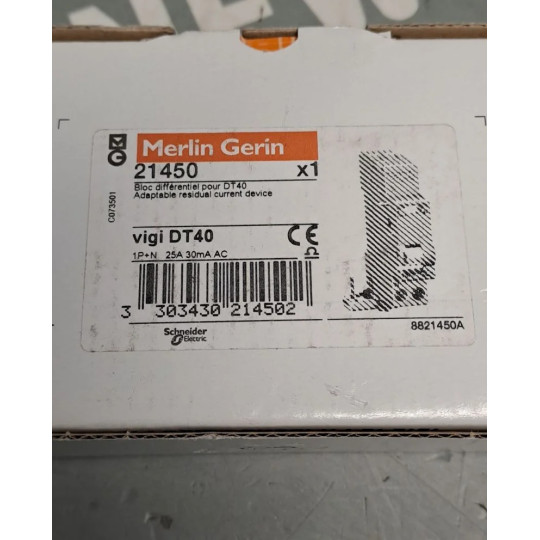 NEW
Merlin Gerin
21450 x1
Bloc différentiel pour DT40
Adaptable residual current device
C073501
vigi DT40 CE
1P+N 25A 30mA AC
3 303430 214502
Schneider
Electric
8821450A